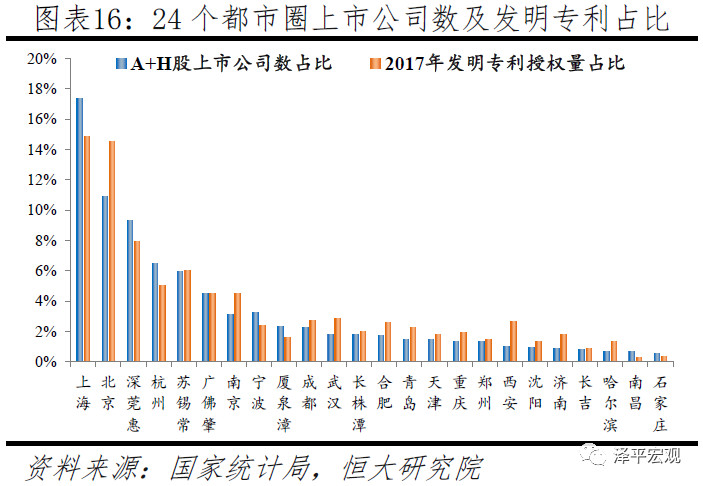 图表16：24个都市圈上市公司数及发明专利占比
A+H股上市公司数占比
2017年发明专利授权量占比
20%
18%
16%
14%
12%
10%
8%
6%
4%
2%
0%
上海
北京
深莞惠
杭州
苏锡常
广佛肇
南京
宁波
厦泉漳
成都
武汉
长株潭
合肥
青岛
天津
重庆
郑州
西安
沈阳
济南
长吉
哈尔滨
南昌
石家庄
泽平宏观
资料来源：国家统计局，恒大研究院